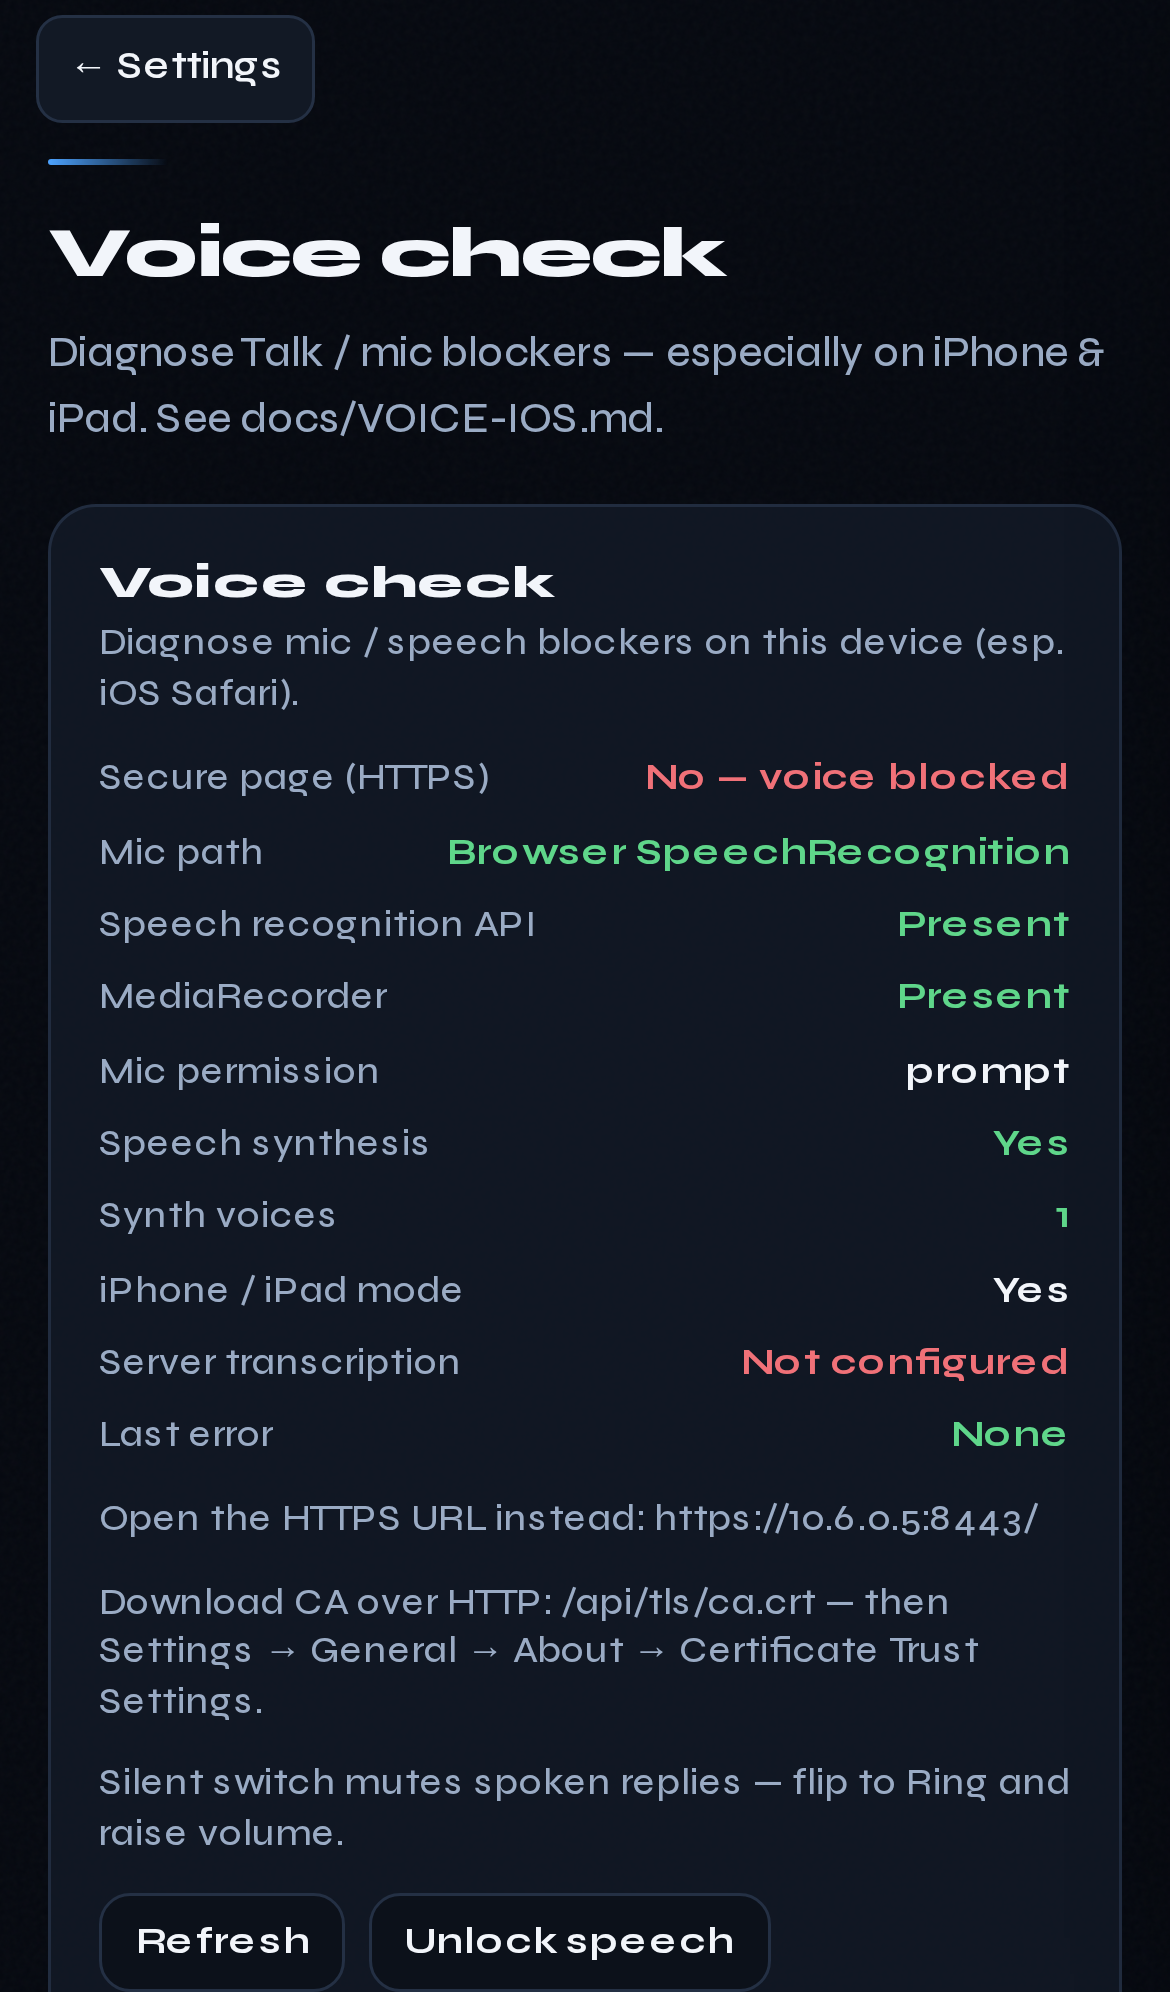 ← Settings
Voice check
Diagnose Talk / mic blockers — especially on iPhone &
iPad. See docs/VOICE-IOS.md.
Voice check
Diagnose mic / speech blockers on this device (esp.
iOS Safari).
Secure page (HTTPS) No — voice blocked
Mic path Browser SpeechRecognition
Speech recognition API Present
MediaRecorder Present
Mic permission prompt
Speech synthesis Yes
Synth voices 1
iPhone / iPad mode Yes
Server transcription Not configured
Last error None
Open the HTTPS URL instead: https://10.6.0.5:8443/
Download CA over HTTP: /api/tls/ca.crt — then
Settings → General → About → Certificate Trust
Settings.
Silent switch mutes spoken replies — flip to Ring and
raise volume.
Refresh Unlock speech